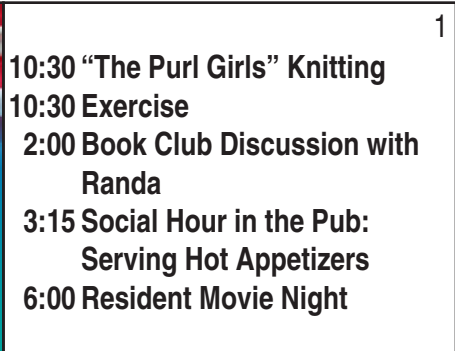 1
10:30 “The Purl Girls” Knitting
10:30 Exercise
2:00 Book Club Discussion with
Randa
3:15 Social Hour in the Pub:
Serving Hot Appetizers
6:00 Resident Movie Night